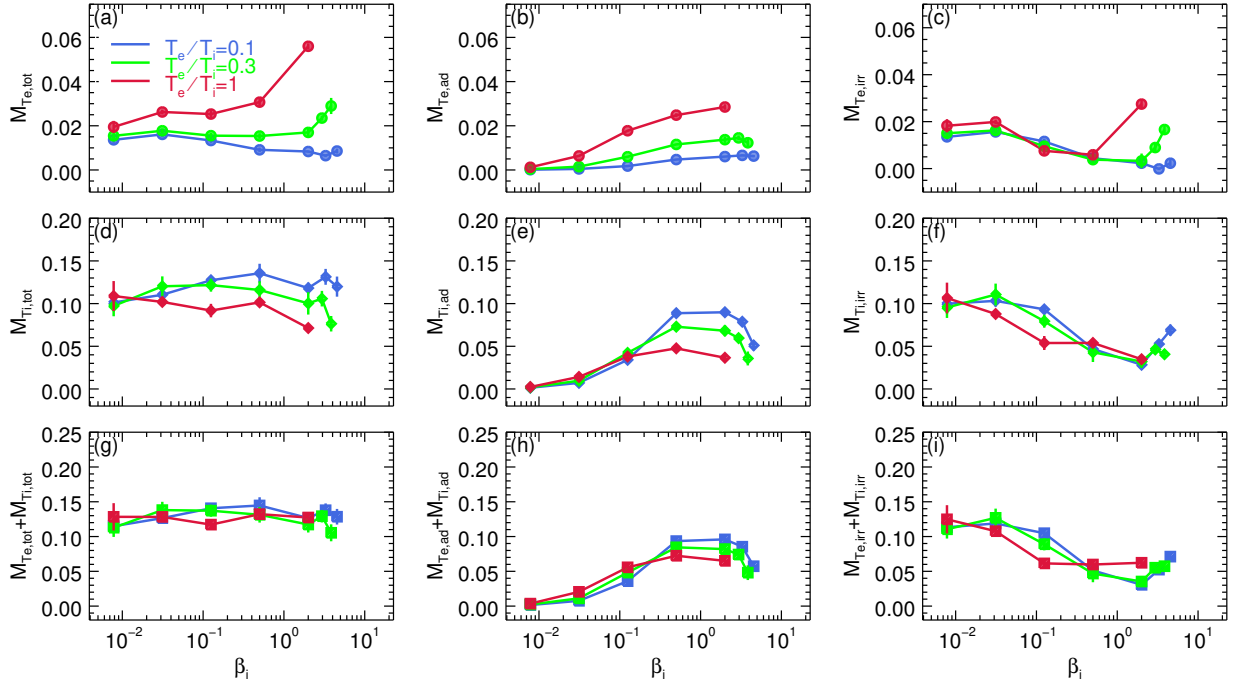 (a)
T_e/T_i=0.1
T_e/T_i=0.3
T_e/T_i=1
M_Te,tot
0.06
0.04
0.02
0.00
(b)
M_Te,ad
0.06
0.04
0.02
0.00
(c)
M_Te,irr
0.06
0.04
0.02
0.00
(d)
M_Ti,tot
0.20
0.15
0.10
0.05
0.00
(e)
M_Ti,ad
0.20
0.15
0.10
0.05
0.00
(f)
M_Ti,irr
0.20
0.15
0.10
0.05
0.00
(g)
M_Te,tot+M_Ti,tot
0.25
0.20
0.15
0.10
0.05
0.00
10^-2 10^-1 10^0 10^1
β_i
(h)
M_Te,ad+M_Ti,ad
0.25
0.20
0.15
0.10
0.05
0.00
10^-2 10^-1 10^0 10^1
β_i
(i)
M_Te,irr+M_Ti,irr
0.25
0.20
0.15
0.10
0.05
0.00
10^-2 10^-1 10^0 10^1
β_i